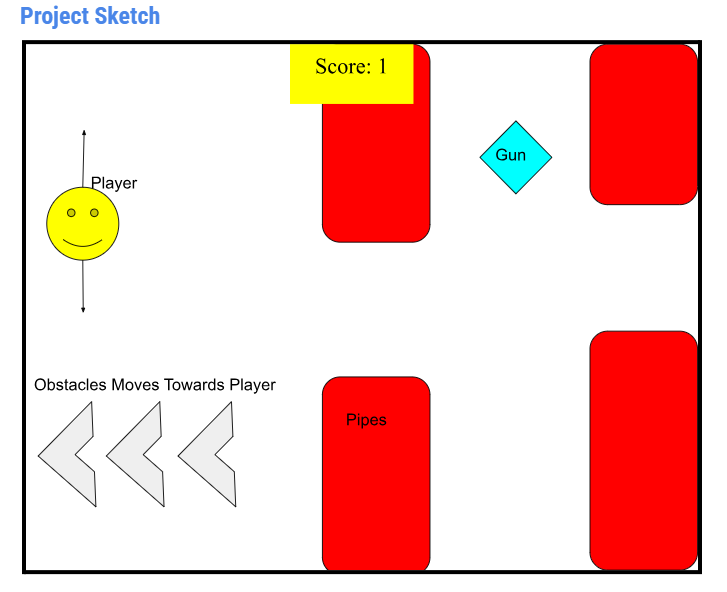 Project Sketch
Score: 1
Gun
Player
Obstacles Moves Towards Player
Pipes